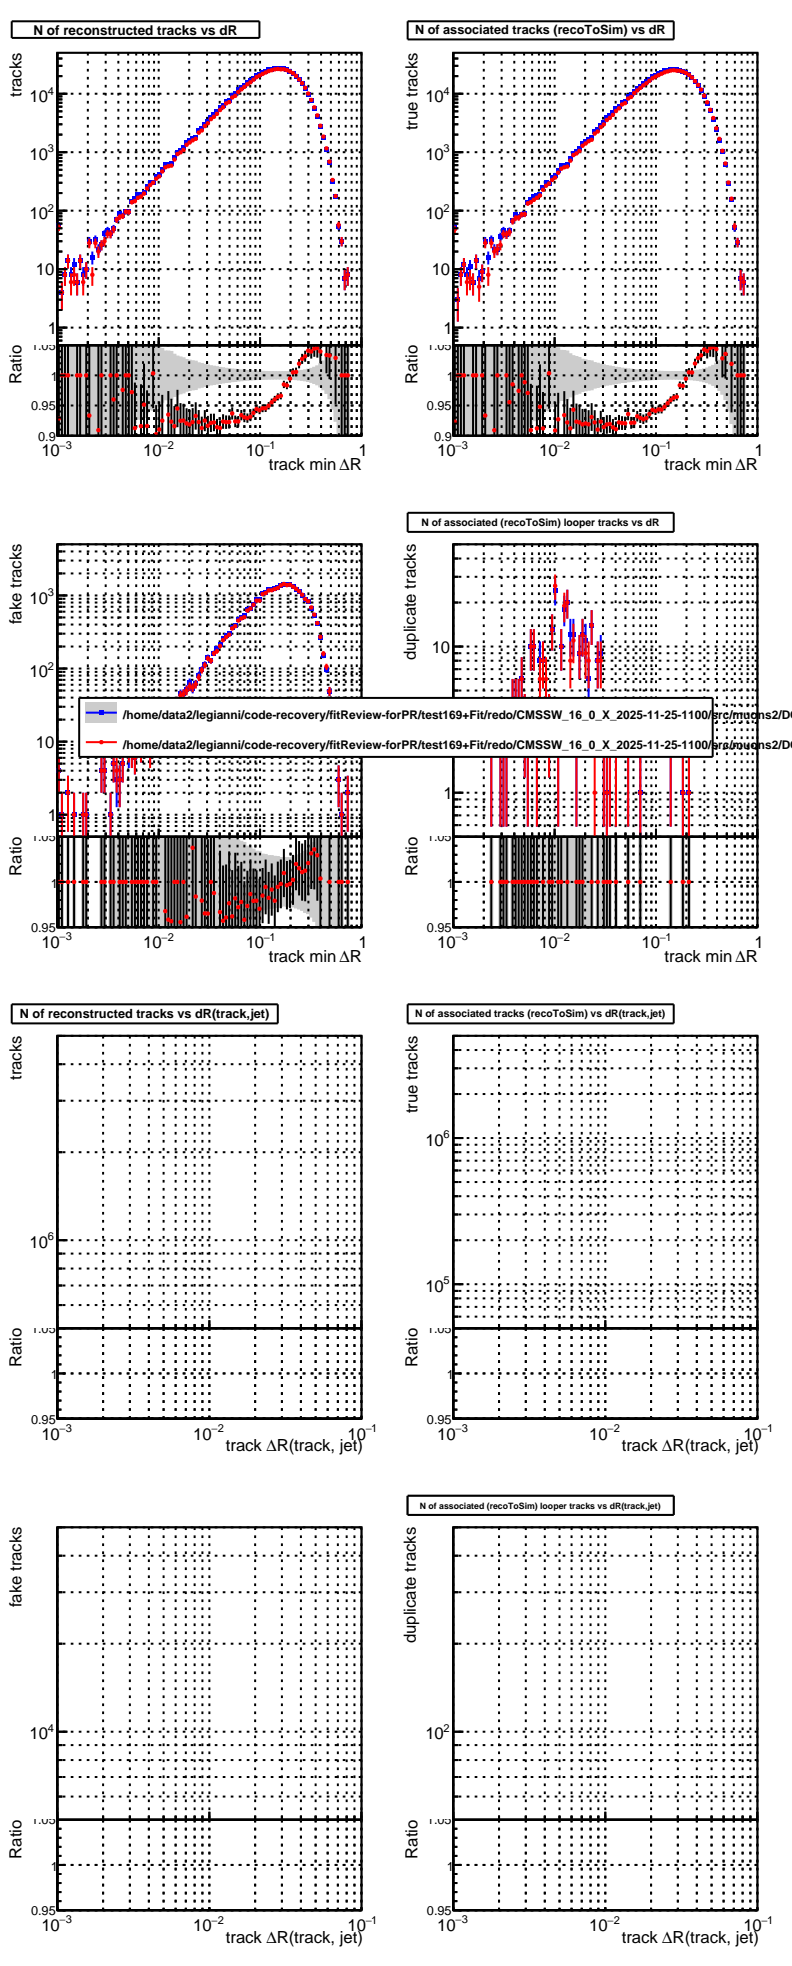 N of reconstructed tracks vs dR
N of associated tracks (recoToSim) vs dR
tracks
10⁴
10³
10²
10
1
Ratio
1.05
1
0.95
0.9
10⁻³ 10⁻² 10⁻¹ 1
track min ΔR
true tracks
10⁴
10³
10²
10
1
Ratio
1.05
1
0.95
0.9
10⁻³ 10⁻² 10⁻¹ 1
track min ΔR
N of associated (recoToSim) looper tracks vs dR
fake tracks
10³
10²
10
1
Ratio
1.05
1
0.95
10⁻³ 10⁻² 10⁻¹ 1
track min ΔR
duplicate tracks
10
1
Ratio
1.05
1
0.95
10⁻³ 10⁻² 10⁻¹ 1
track min ΔR
/home/data2/legianni/code-recovery/fitReview-forPR/test169+Fit/redo/CMSSW_16_0_X_2025-11-25-1100/src/muons2/D
/home/data2/legianni/code-recovery/fitReview-forPR/test169+Fit/redo/CMSSW_16_0_X_2025-11-25-1100/src/muons2/D
N of reconstructed tracks vs dR(track,jet)
N of associated tracks (recoToSim) vs dR(track,jet)
tracks
10⁶
Ratio
1.05
1
0.95
10⁻³ 10⁻² 10⁻¹
track ΔR(track, jet)
true tracks
10⁶
10⁵
Ratio
1.05
1
0.95
10⁻³ 10⁻² 10⁻¹
track ΔR(track, jet)
N of associated (recoToSim) looper tracks vs dR(track,jet)
fake tracks
10⁴
Ratio
1.05
1
0.95
10⁻³ 10⁻² 10⁻¹
track ΔR(track, jet)
duplicate tracks
10²
Ratio
1.05
1
0.95
10⁻³ 10⁻² 10⁻¹
track ΔR(track, jet)